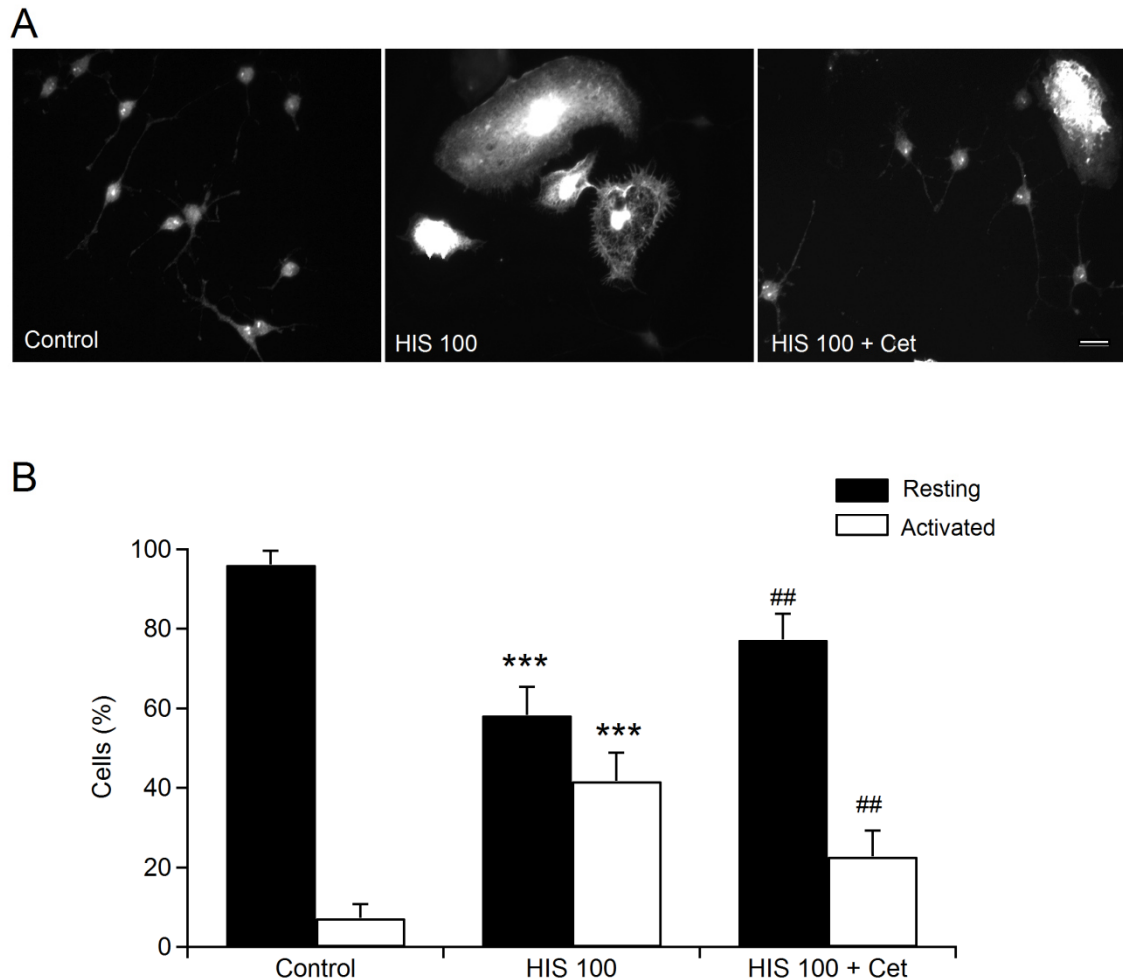 A
Control
HIS 100
HIS 100 + Cet
B
Resting
Activated
Cells (%)
100
80
60
40
20
0
***
***
##
##
Control
HIS 100
HIS 100 + Cet